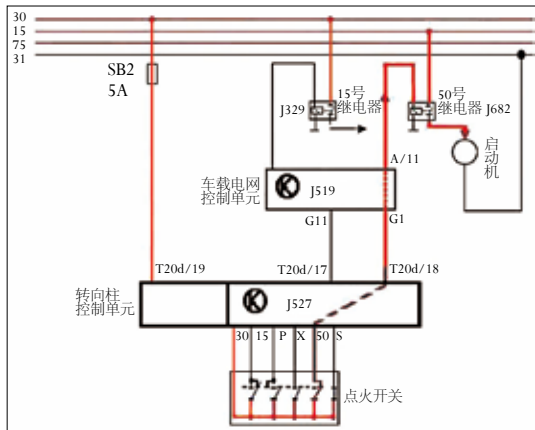 30
15
75
31
SB2
5A
15号
继电器
J329
50号
继电器 J682
启动机
A/11
车载电网
控制单元
J519
G11
G1
T20d/19
T20d/17
T20d/18
转向柱
控制单元
J527
30 15 P X 50 S
点火开关